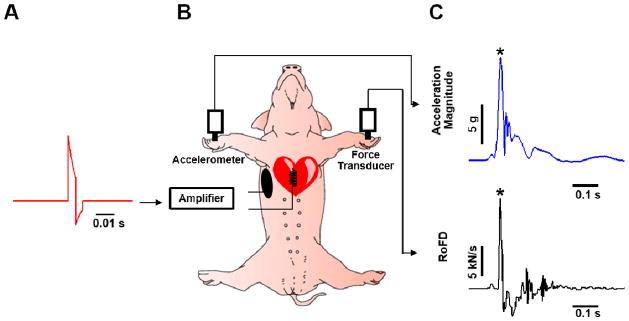 A
B
C
0.01 s
Accelerometer
Force
Transducer
Amplifier
*
Acceleration
Magnitude
5 g
0.1 s
*
RoFD
5 kN/s
0.1 s